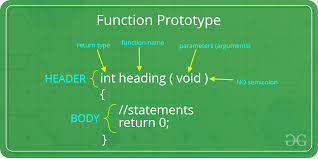 Function Prototype
return type
function name
parameters (arguments)
HEADER
int heading ( void )
NO semicolon
{
BODY
//statements
return 0;
}